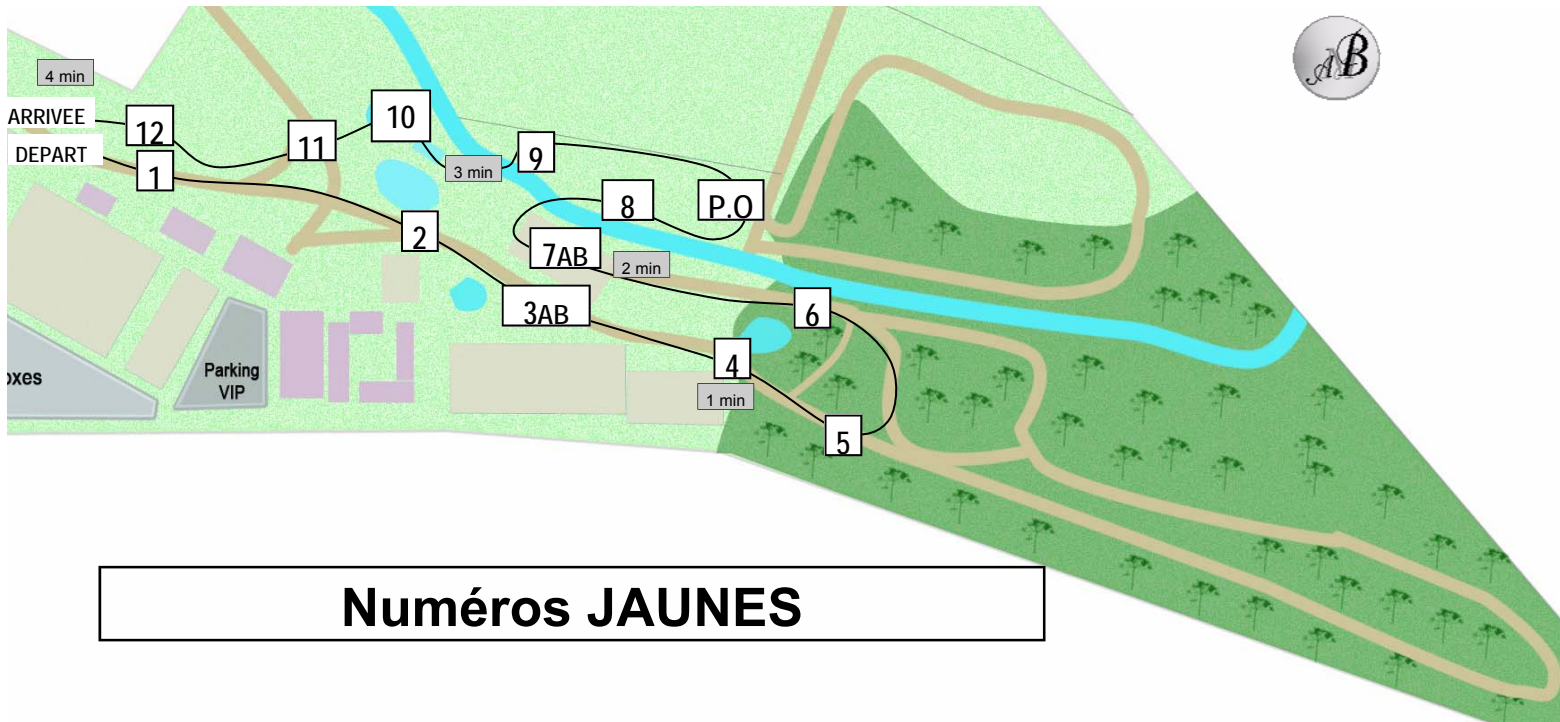 4 min
ARRIVEE
12
10
11
DEPART
1
3 min
9
8
P.O
2
7AB
2 min
3AB
6
4
1 min
5
oxes
Parking
VIP
AB
Numéros JAUNES